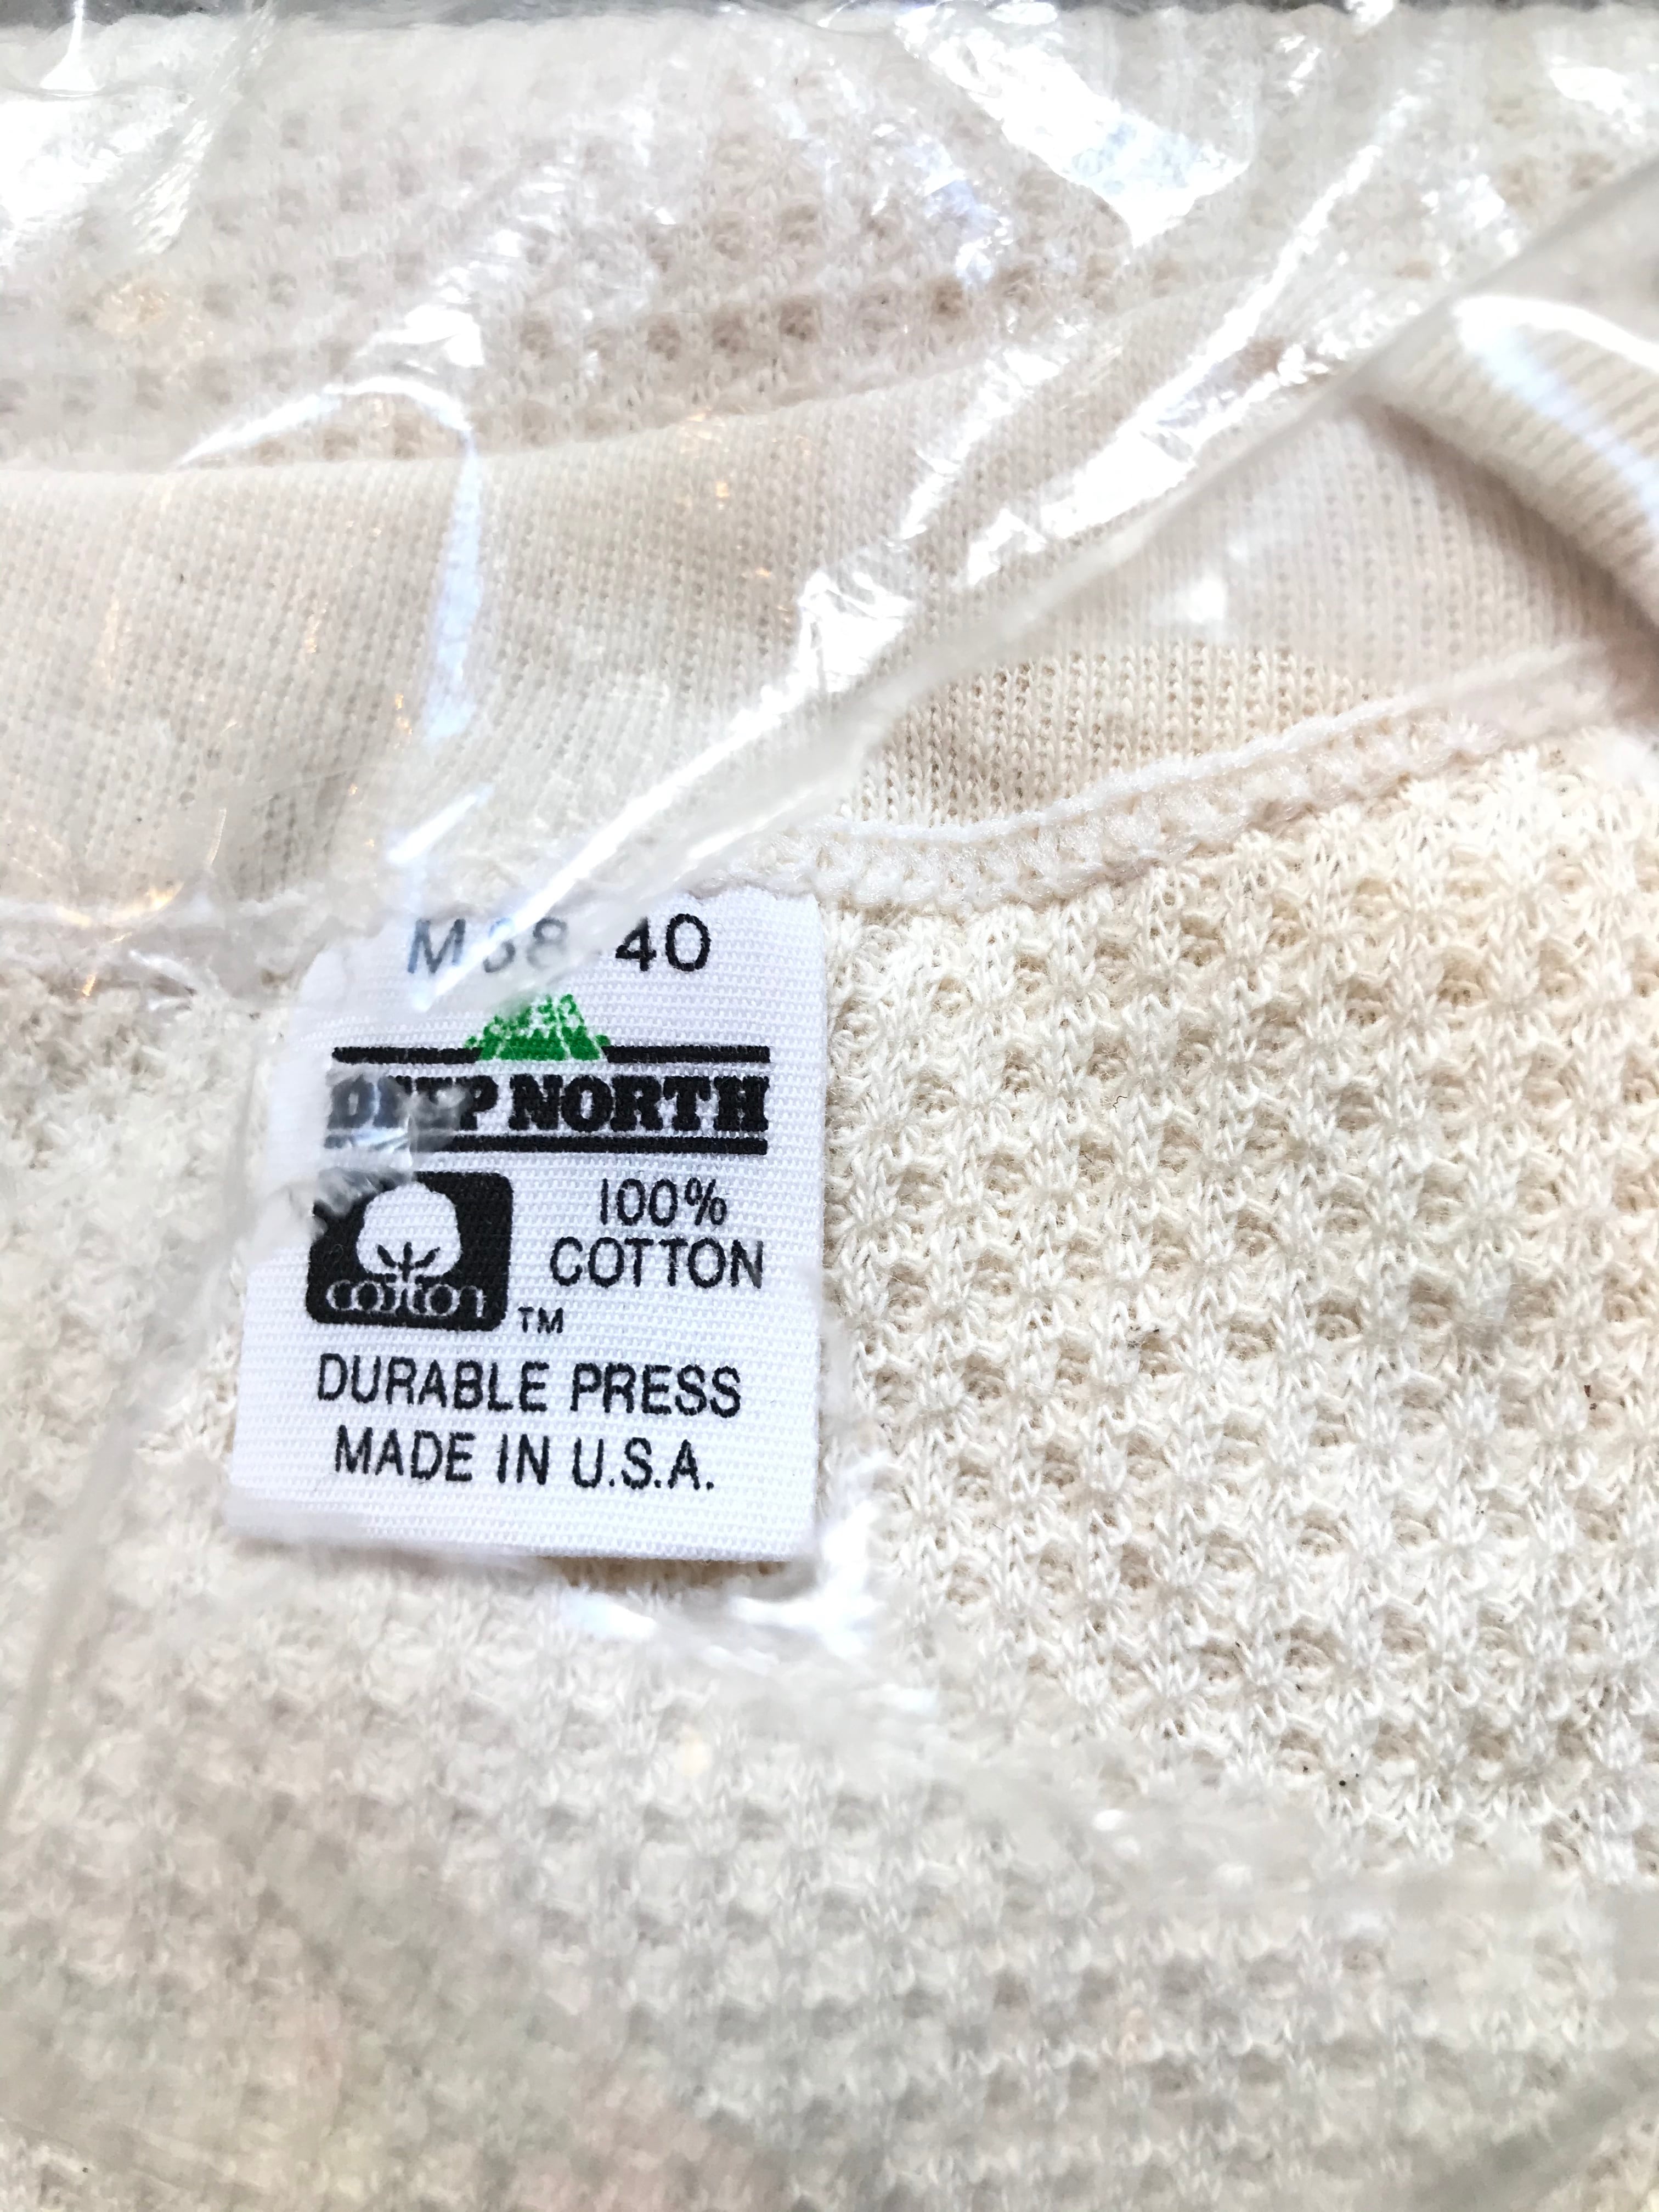 M 38-40
DEEP NORTH
100%
COTTON
cotton
TM
DURABLE PRESS
MADE IN U.S.A.